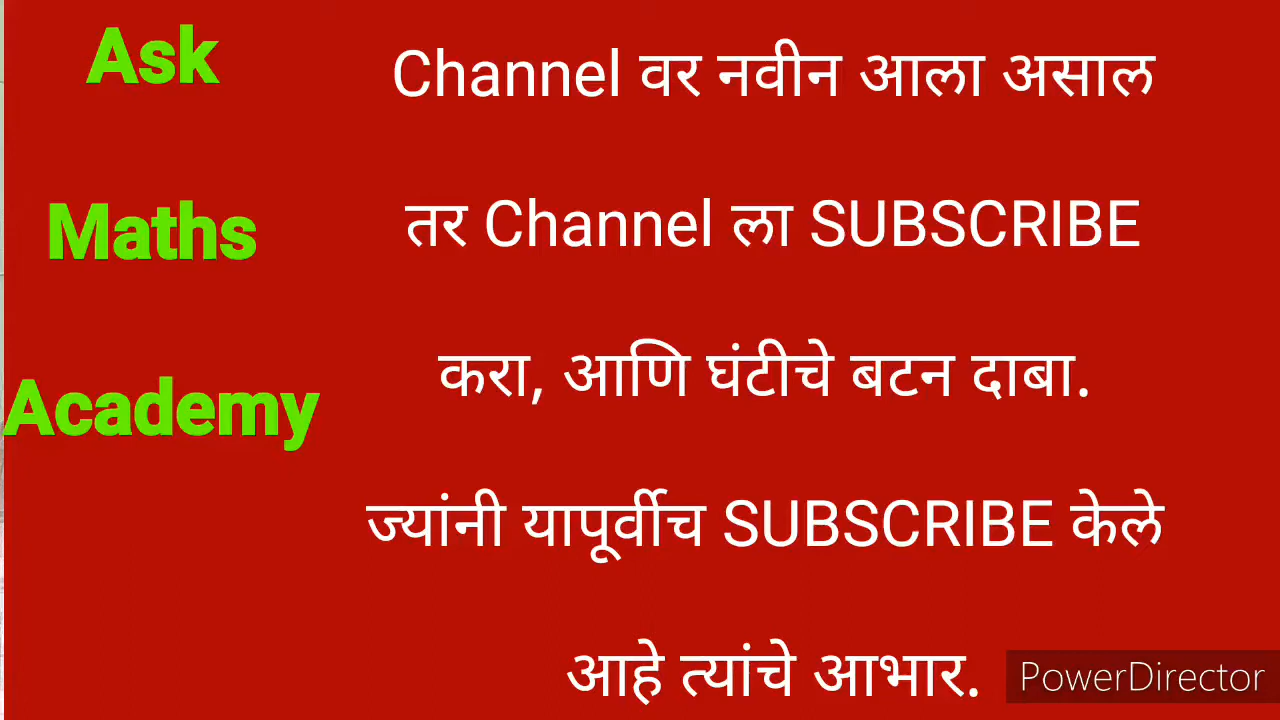 Ask
Maths
Academy
Channel वर नवीन आला असाल
तर Channel ला SUBSCRIBE
करा, आणि घंटीचे बटन दाबा.
ज्यांनी यापूर्वीच SUBSCRIBE केले
आहे त्यांचे आभार.
PowerDirector